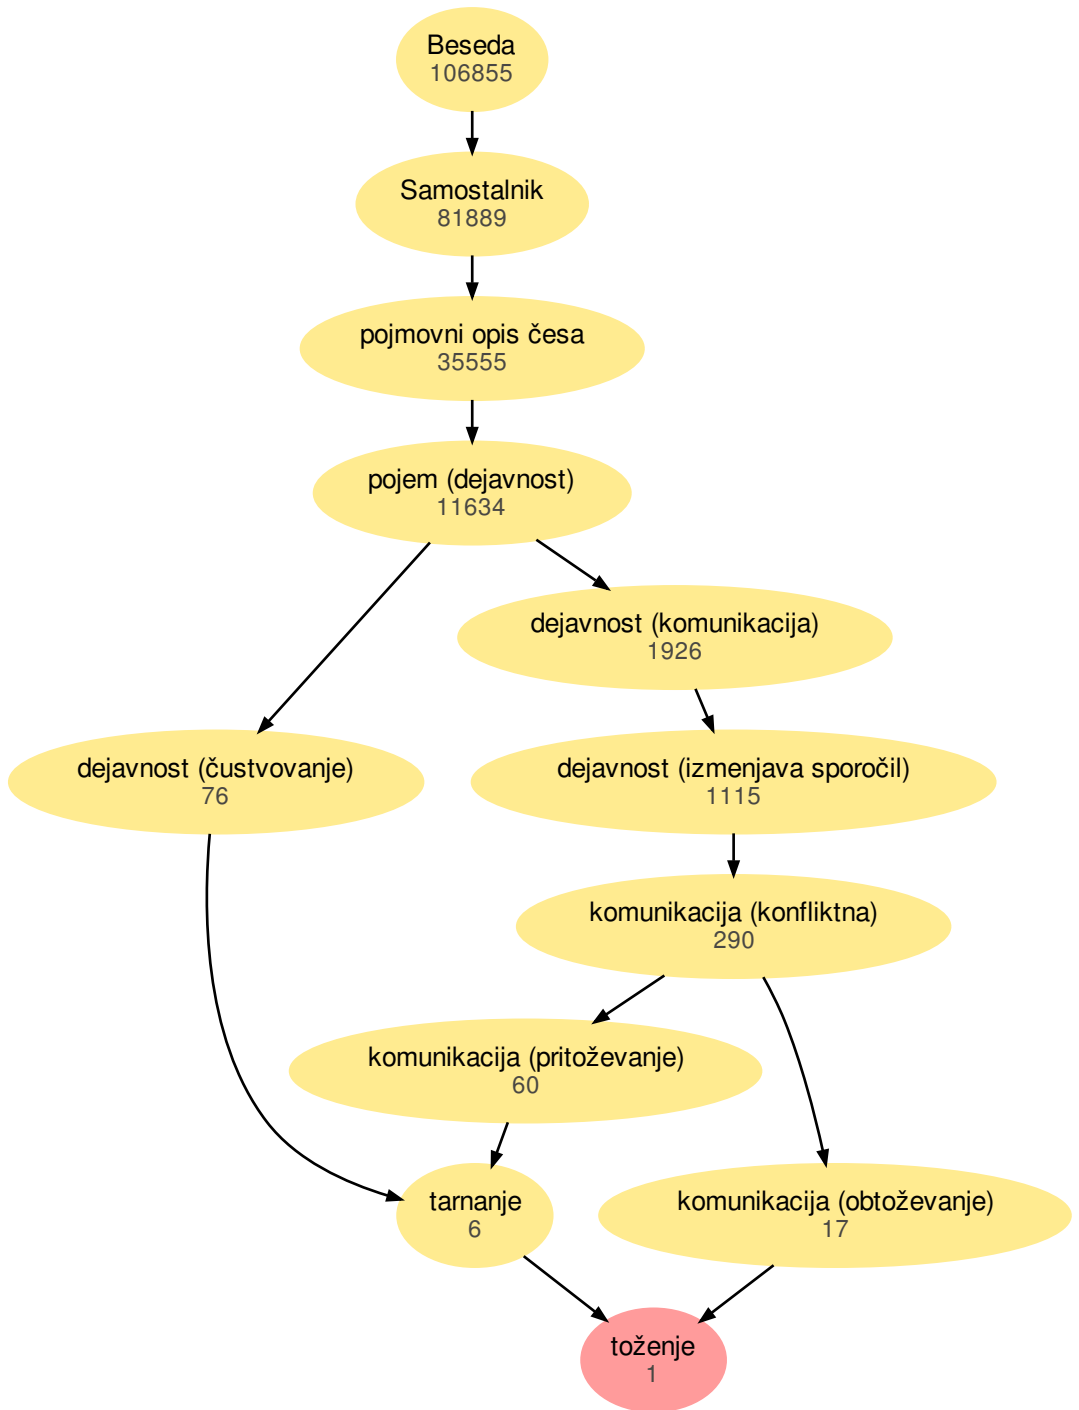 Beseda
106855
Samostalnik
81889
pojmovni opis česa
35555
pojem (dejavnost)
11634
dejavnost (komunikacija)
1926
dejavnost (čustvovanje)
76
dejavnost (izmenjava sporočil)
1115
komunikacija (konfliktna)
290
komunikacija (pritoževanje)
60
tarnanje
6
komunikacija (obtoževanje)
17
toženje
1